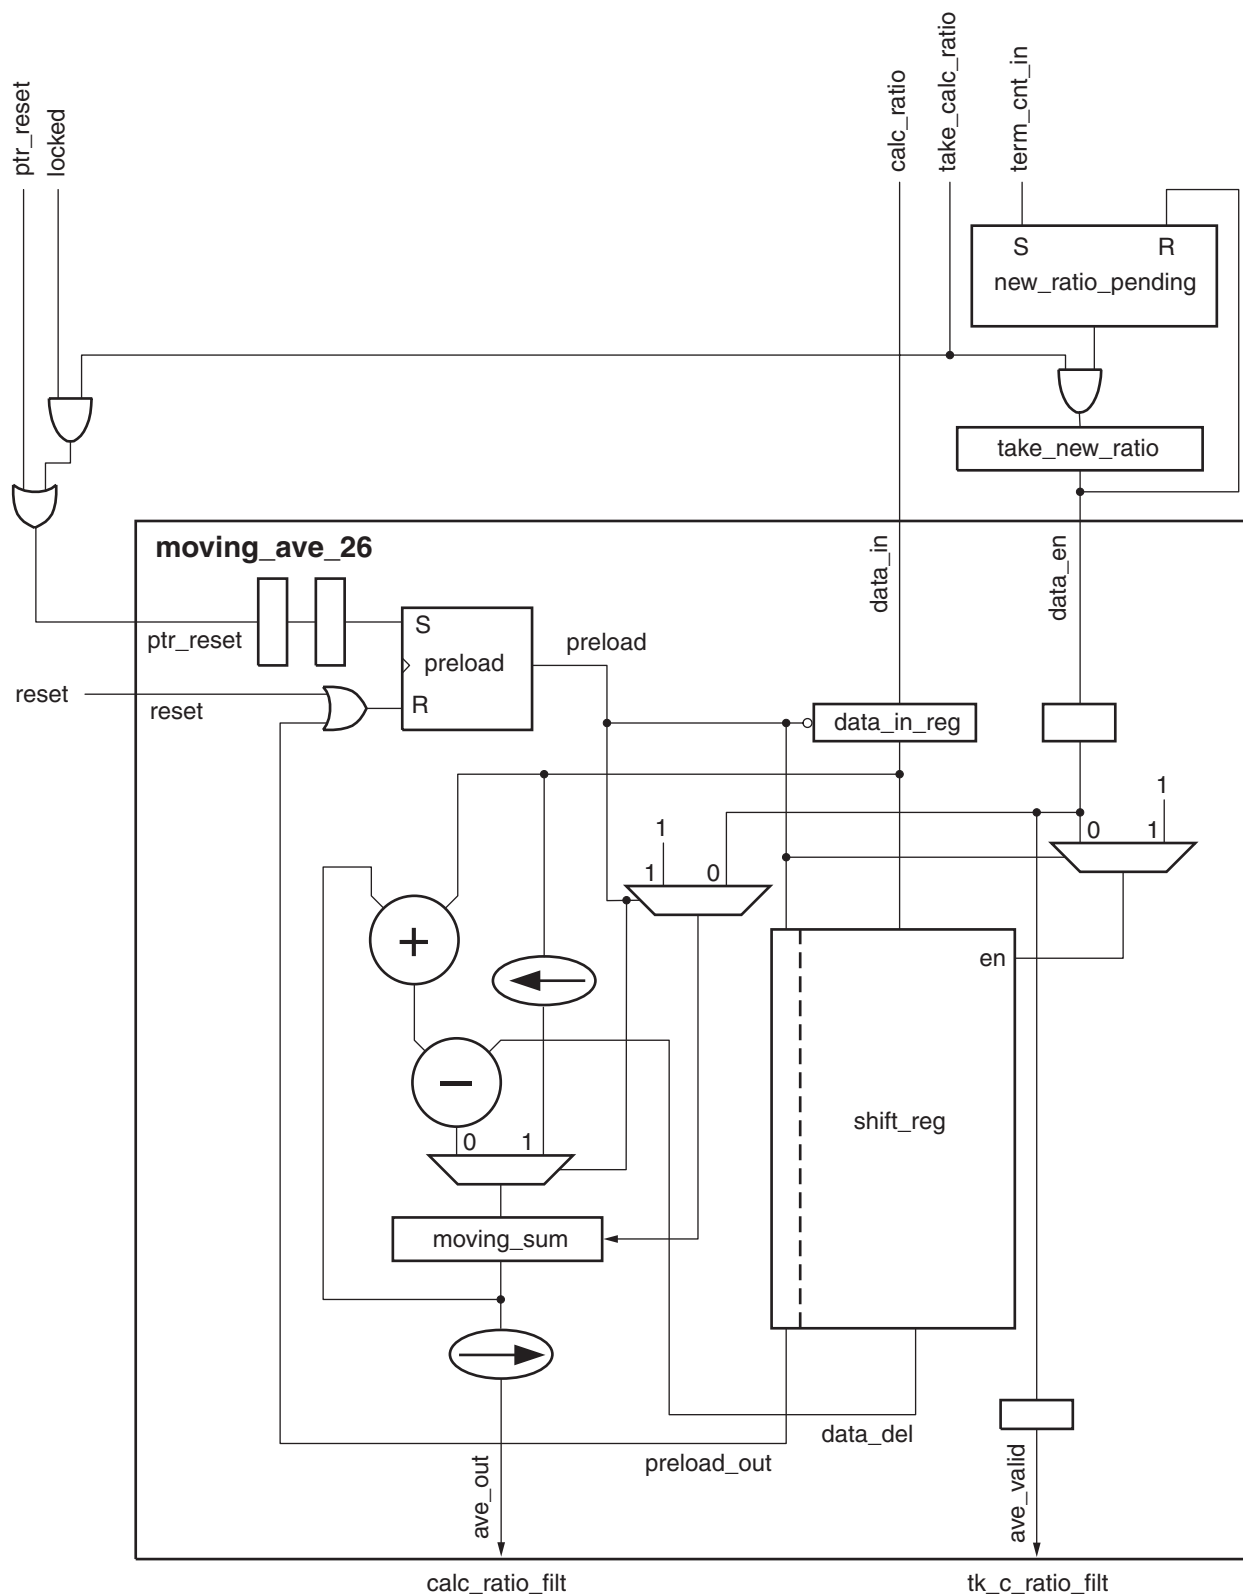 ptr_reset
locked
calc_ratio
take_calc_ratio
term_cnt_in
S
R
new_ratio_pending
take_new_ratio
moving_ave_26
data_in
data_en
ptr_reset
S
preload
R
preload
reset
reset
data_in_reg
1
0
1
1
1
0
+
en
−
shift_reg
0
1
moving_sum
data_del
preload_out
ave_out
ave_valid
calc_ratio_filt
tk_c_ratio_filt